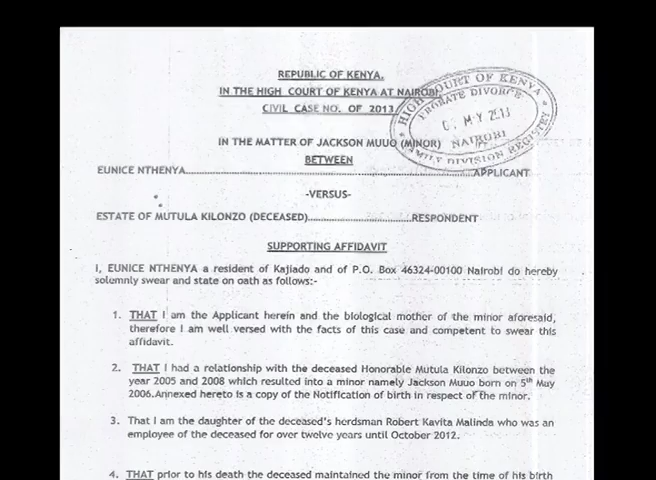 REPUBLIC OF KENYA.
IN THE HIGH COURT OF KENYA AT NAIROBI.
CIVIL CASE NO. OF 2013
HIGH COURT OF KENYA
PROBATE DIVORCE
MAY 2013
NAIROBI
FAMILY DIVISION REGISTRY
IN THE MATTER OF JACKSON MUUO (MINOR)
BETWEEN
EUNICE NTHENYA....................................................................................APPLICANT
-VERSUS-
ESTATE OF MUTULA KILONZO (DECEASED)..............................RESPONDENT
SUPPORTING AFFIDAVIT
I, EUNICE NTHENYA a resident of Kajiado and of P.O. Box 46324-00100 Nairobi do hereby
solemnly swear and state on oath as follows:-
1. THAT I am the Applicant herein and the biological mother of the minor aforesaid,
therefore I am well versed with the facts of this case and competent to swear this
affidavit.
2. THAT I had a relationship with the deceased Honorable Mutula Kilonzo between the
year 2005 and 2008 which resulted into a minor namely Jackson Muuo born on 5th May
2006.Annexed hereto is a copy of the Notification of birth in respect of the minor.
3. That I am the daughter of the deceased's herdsman Robert Kavita Malinda who was an
employee of the deceased for over twelve years until October 2012.
4. THAT prior to his death the deceased maintained the minor from the time of his birth